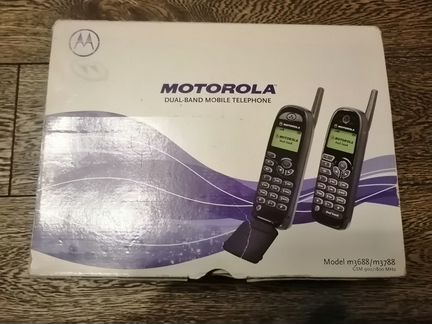 MOTOROLA
DUAL-BAND MOBILE TELEPHONE
Model m3688/m3788
GSM 900/1800 MHz